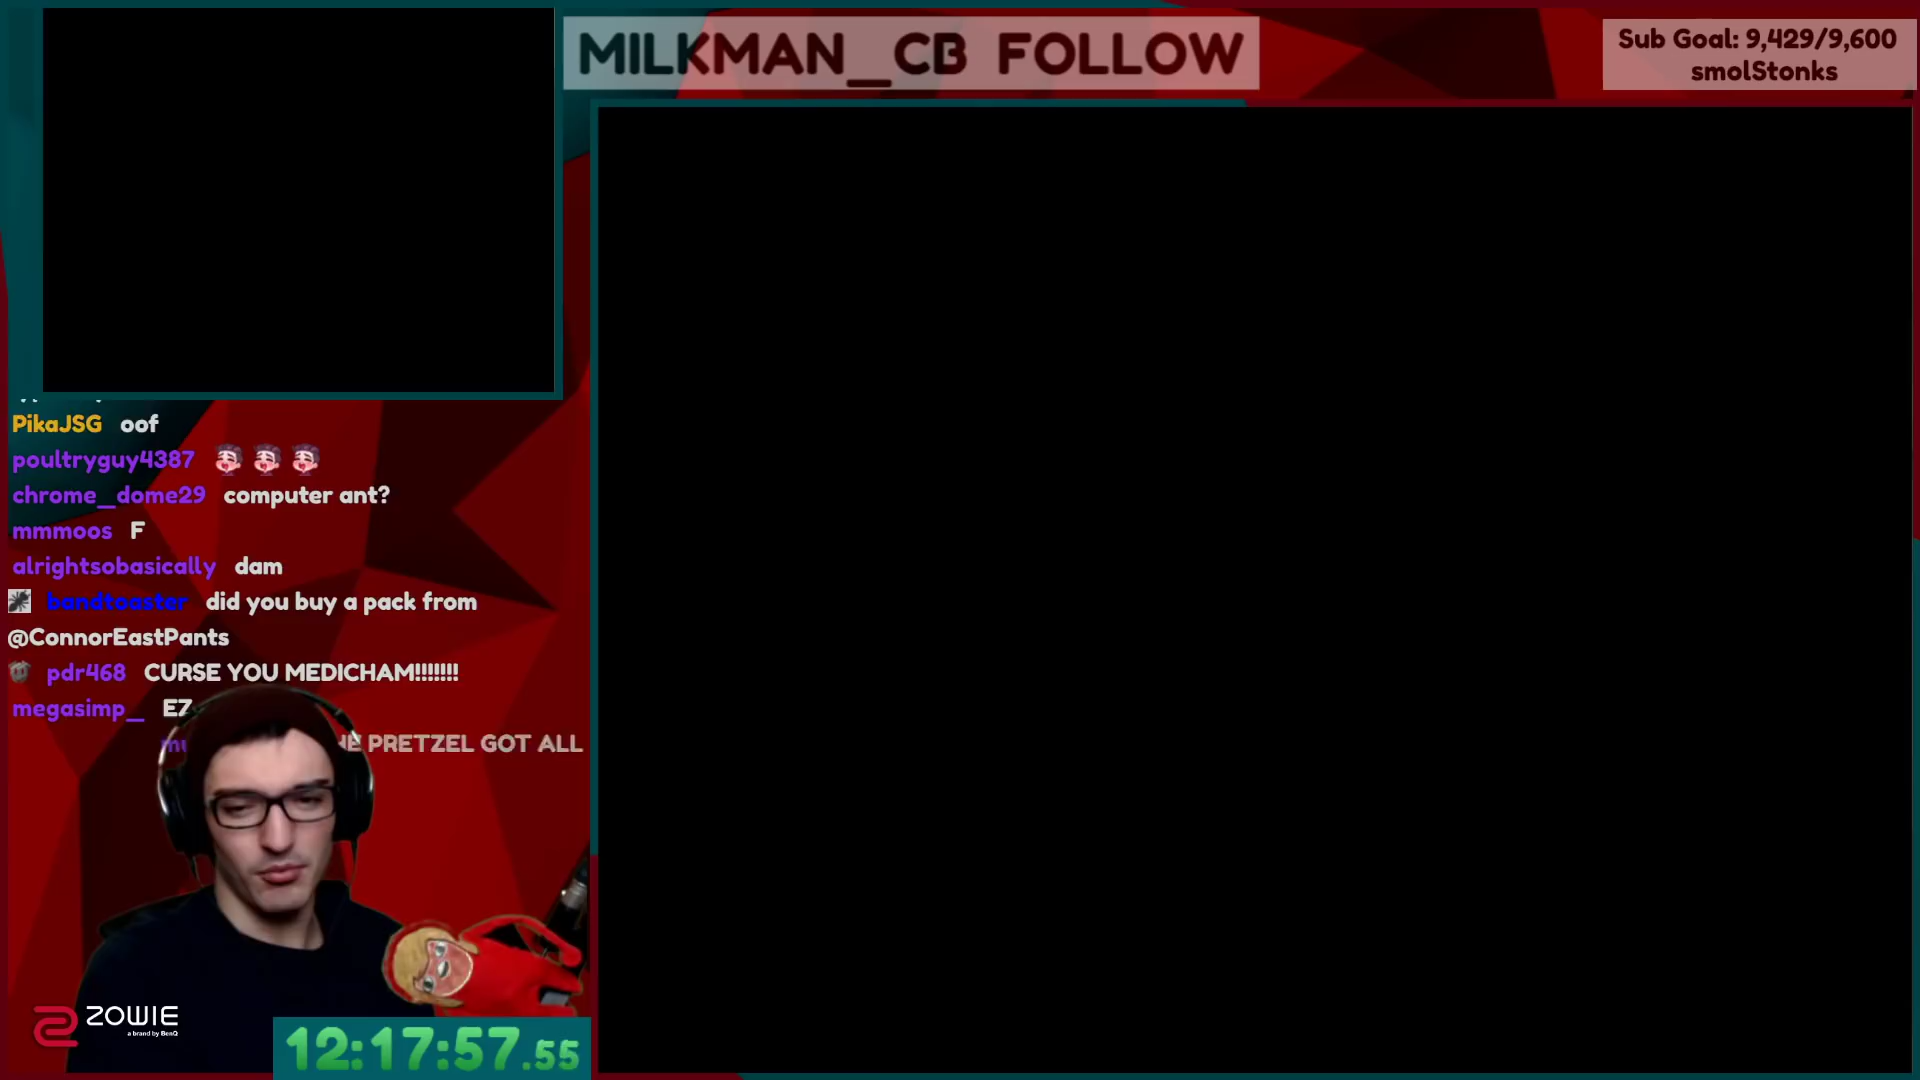 MILKMAN_CB FOLLOW
Sub Goal: 9,429/9,600
smolStonks
PikaJSG oof
poultryguy4387
chrome_dome29 computer ant?
mmmoos F
alrightsobasically dam
bandtoaster did you buy a pack from
@ConnorEastPants
pdr468 CURSE YOU MEDICHAM!!!!!!!
megasimp_ EZ
PRETZEL GOT ALL
ZOWIE
a brand by BenQ
12:17:57.55